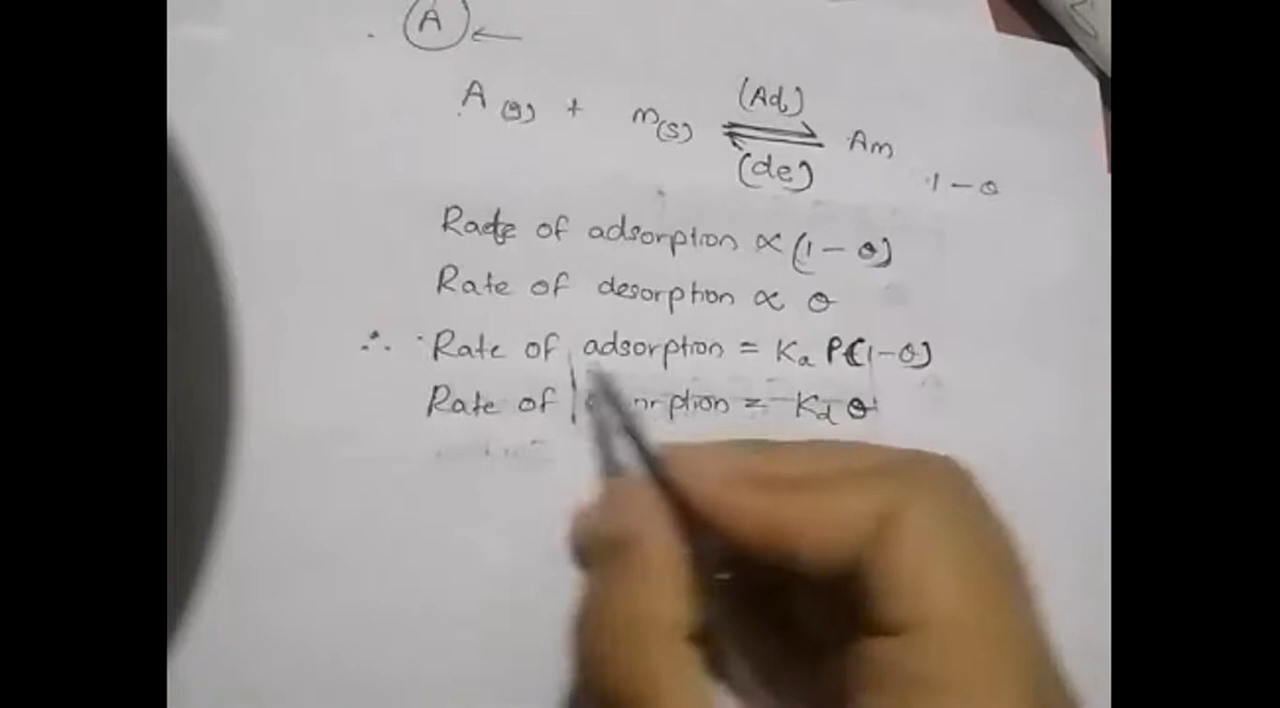 A ←
A (g) + m(s) ⇌ Am
(Ad)
(de)
1 - θ
Rate of adsorption ∝ (1 - θ)
Rate of desorption ∝ θ
∴ Rate of adsorption = Ka P(1-θ)
Rate of = Kd θ